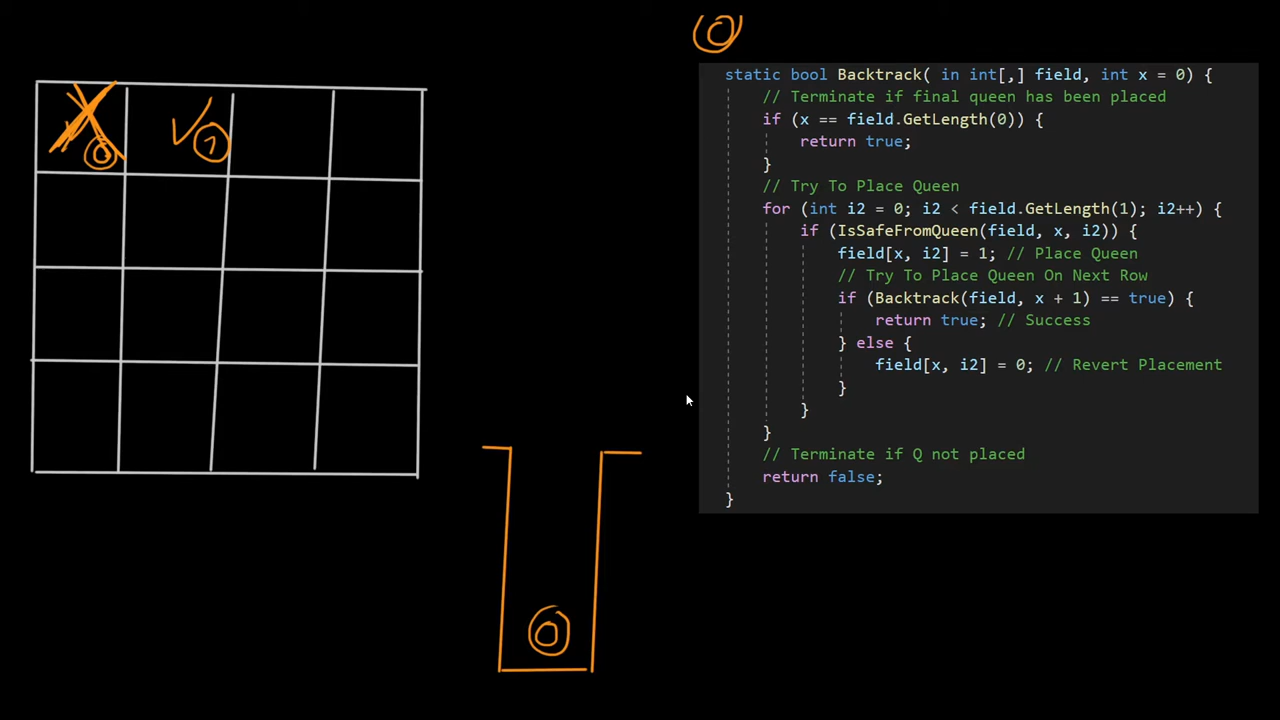 0
0
1
static bool Backtrack( in int[,] field, int x = 0) {
// Terminate if final queen has been placed
if (x == field.GetLength(0)) {
return true;
}
// Try To Place Queen
for (int i2 = 0; i2 < field.GetLength(1); i2++) {
if (IsSafeFromQueen(field, x, i2)) {
field[x, i2] = 1; // Place Queen
// Try To Place Queen On Next Row
if (Backtrack(field, x + 1) == true) {
return true; // Success
} else {
field[x, i2] = 0; // Revert Placement
}
}
}
// Terminate if Q not placed
return false;
}
0